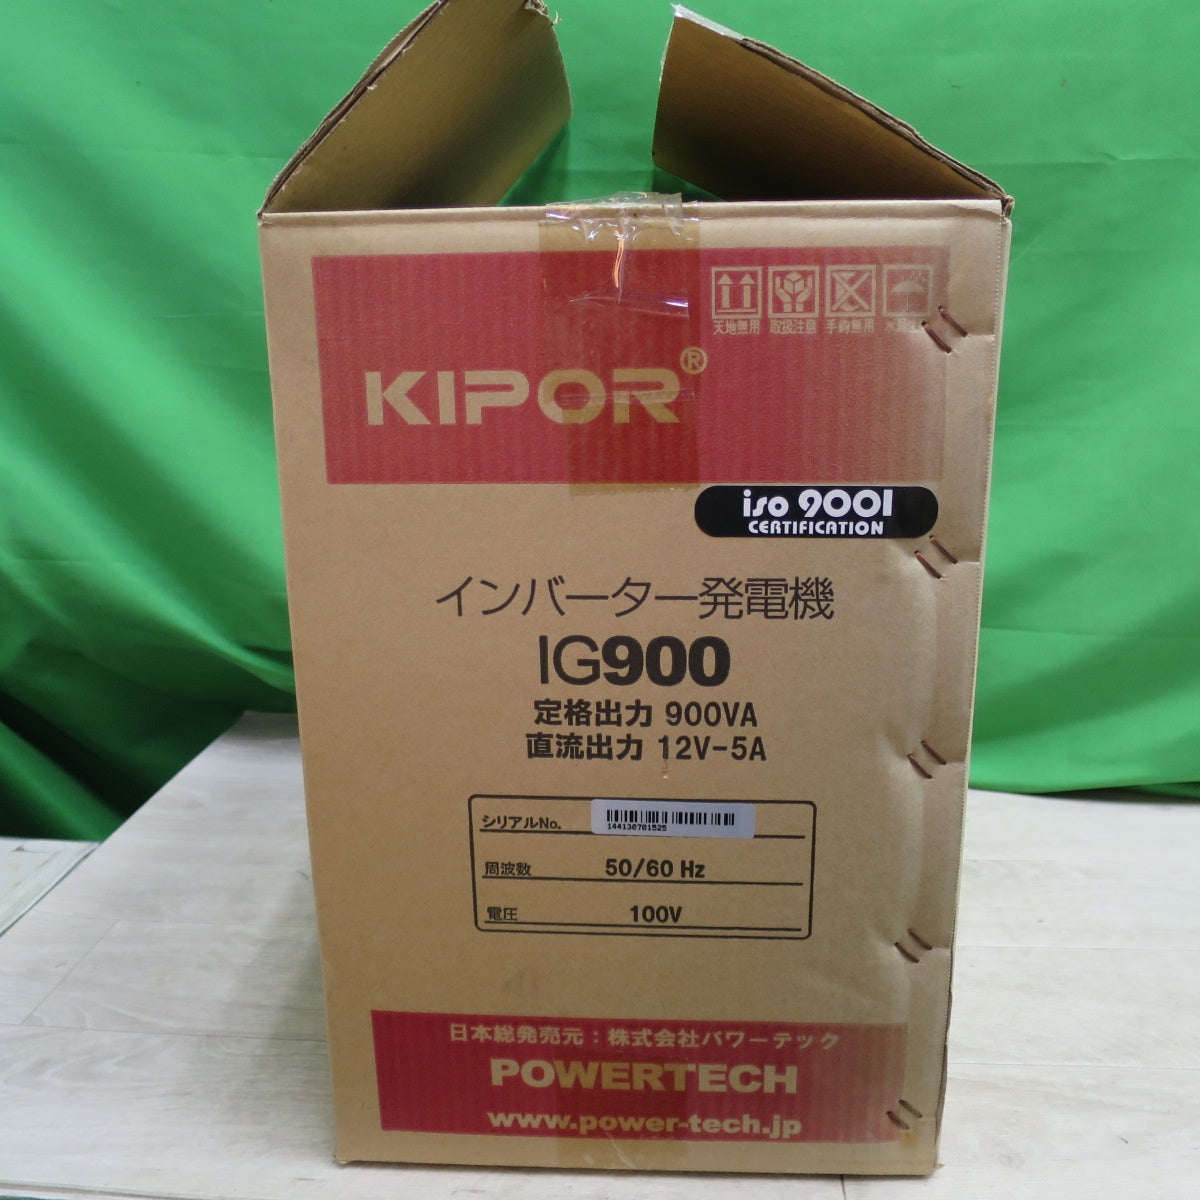 天地無用 取扱注意 手鉤無用
KIPOR®
iso 9001
CERTIFICATION
インバーター発電機
IG900
定格出力 900VA
直流出力 12V-5A
シリアルNo.
144130701525
周波数 50/60 Hz
電圧 100V
日本総発売元：株式会社パワーテック
POWERTECH
www.power-tech.jp